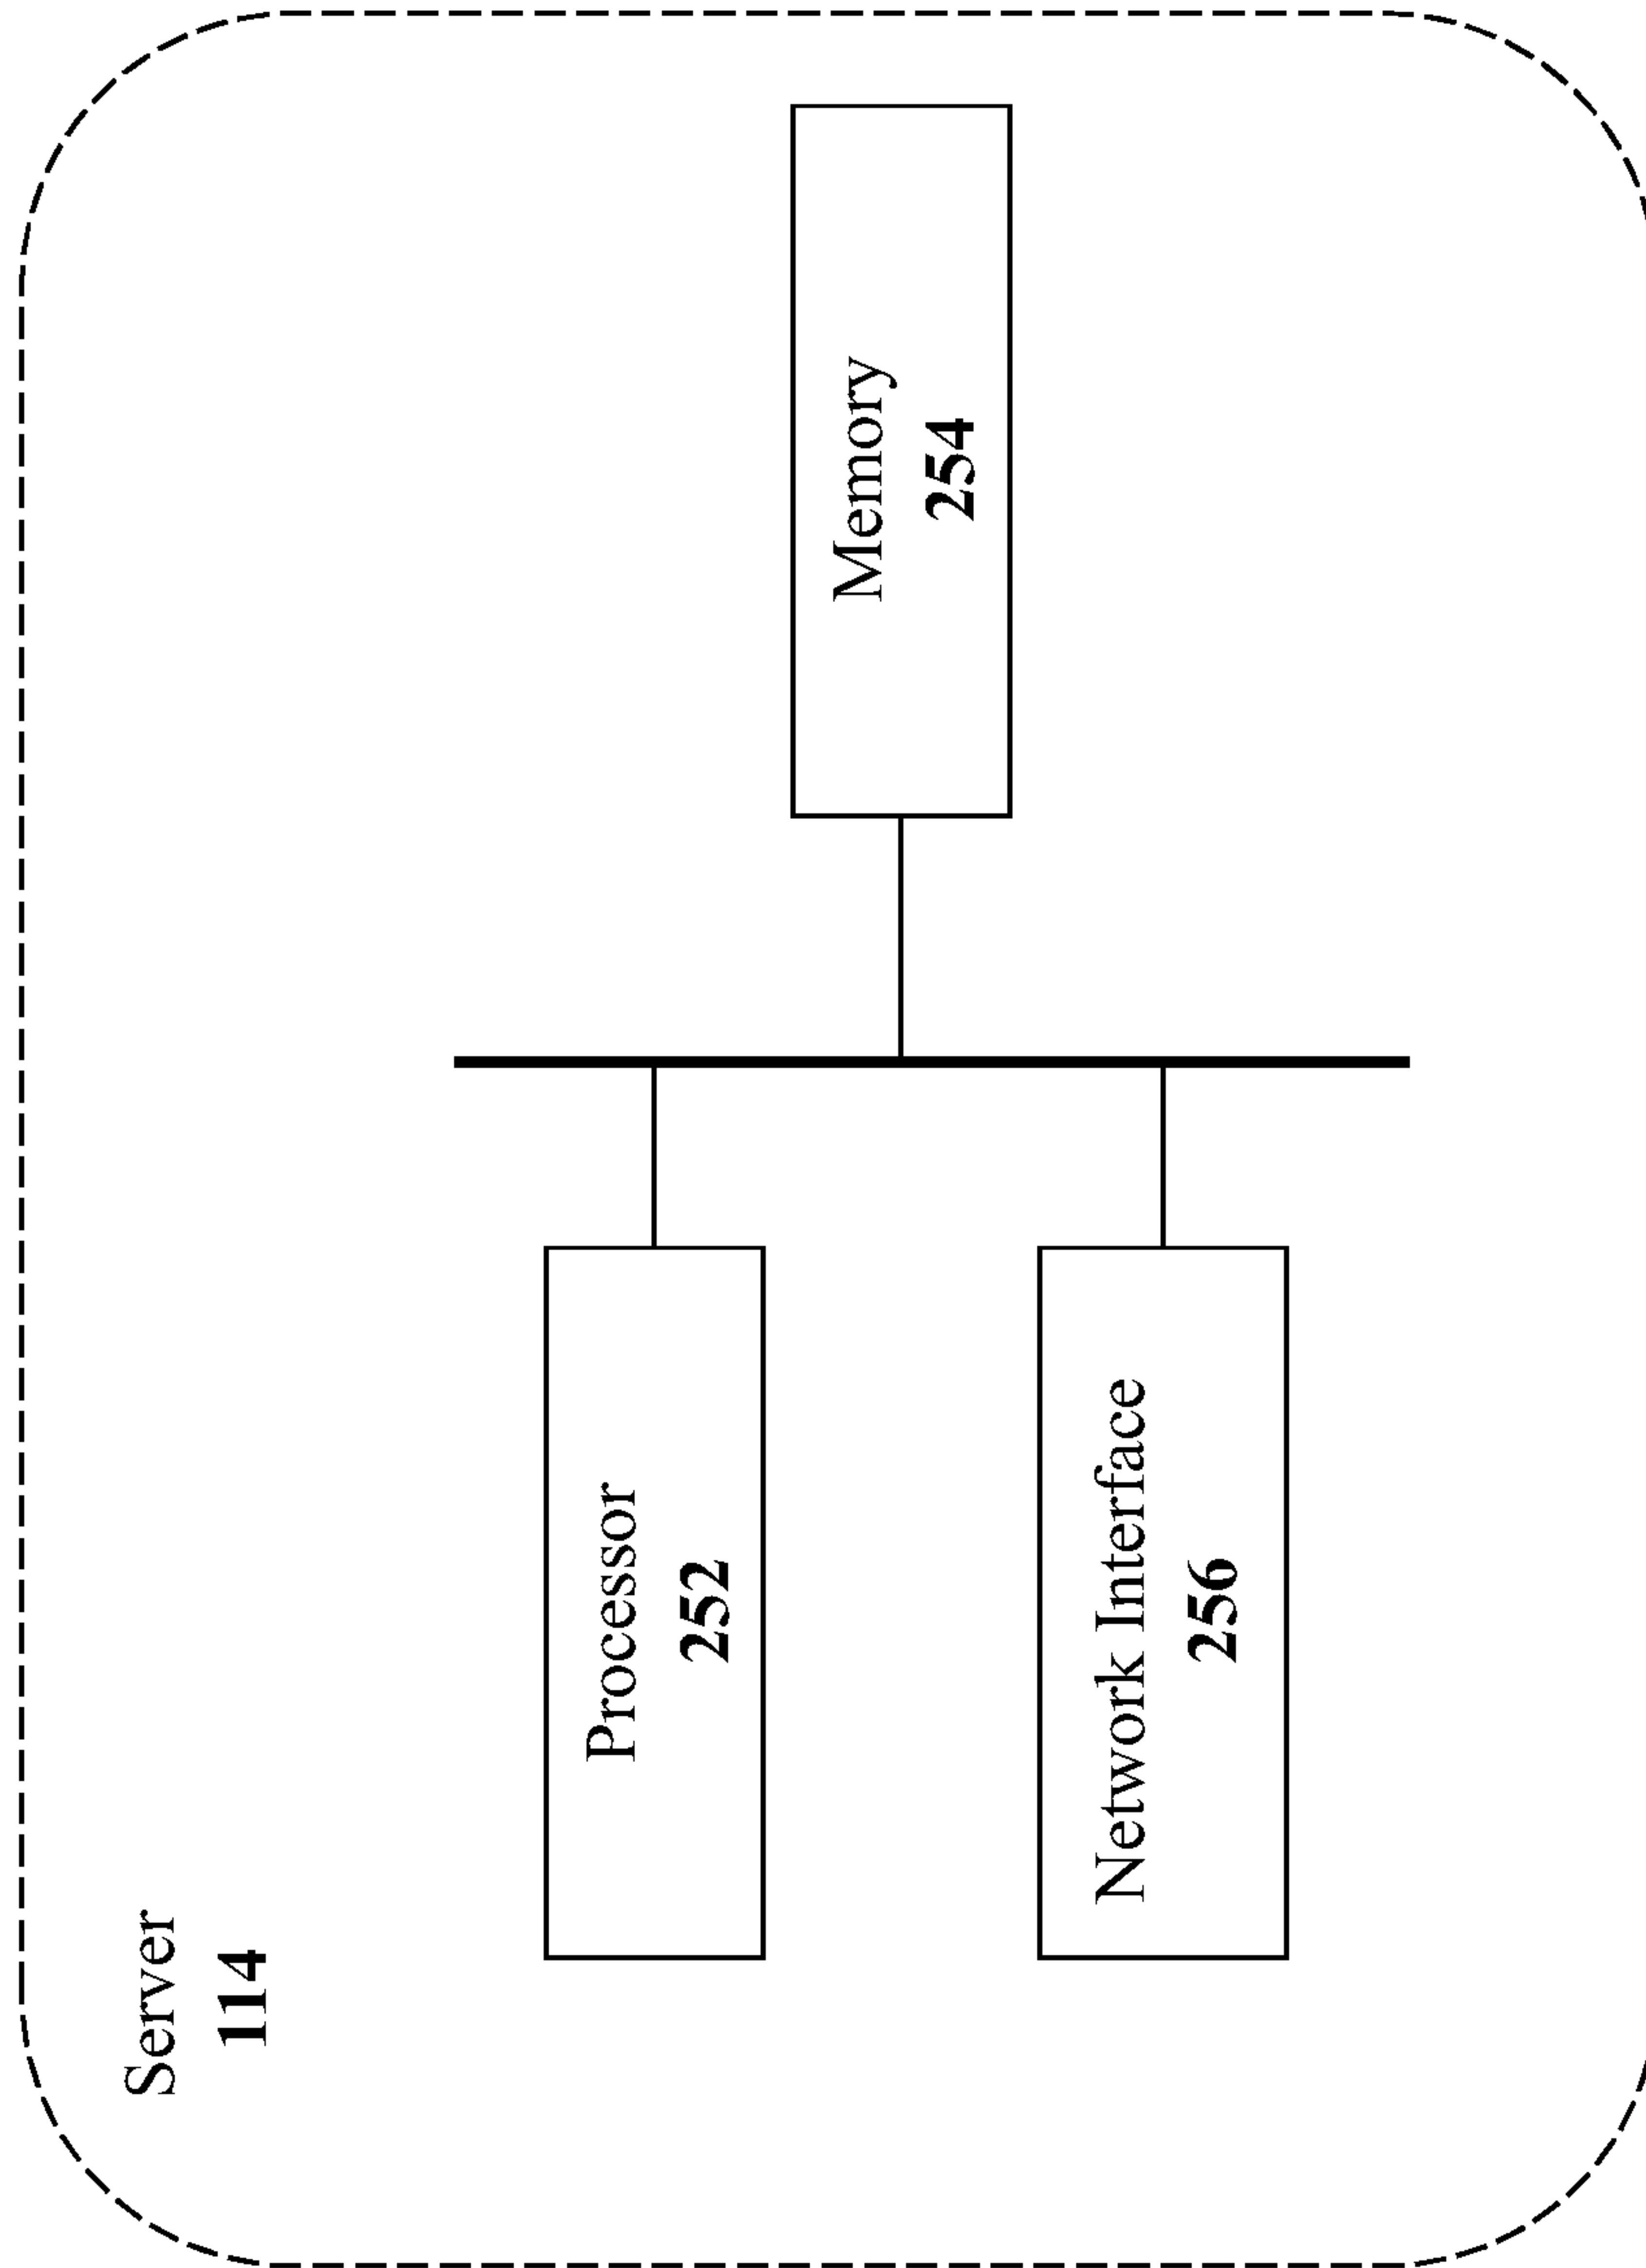 Server
114
Processor
252
Memory
254
Network Interface
256